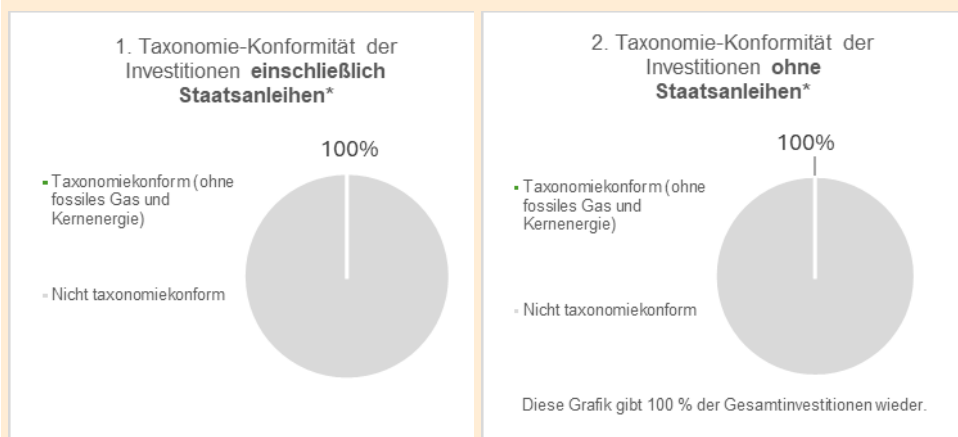 1. Taxonomie-Konformität der
Investitionen einschließlich
Staatsanleihen*
100%
Taxonomiekonform (ohne
fossiles Gas und
Kernenergie)
Nicht taxonomiekonform
2. Taxonomie-Konformität der
Investitionen ohne
Staatsanleihen*
100%
Taxonomiekonform (ohne
fossiles Gas und
Kernenergie)
Nicht taxonomiekonform
Diese Grafik gibt 100 % der Gesamtinvestitionen wieder.